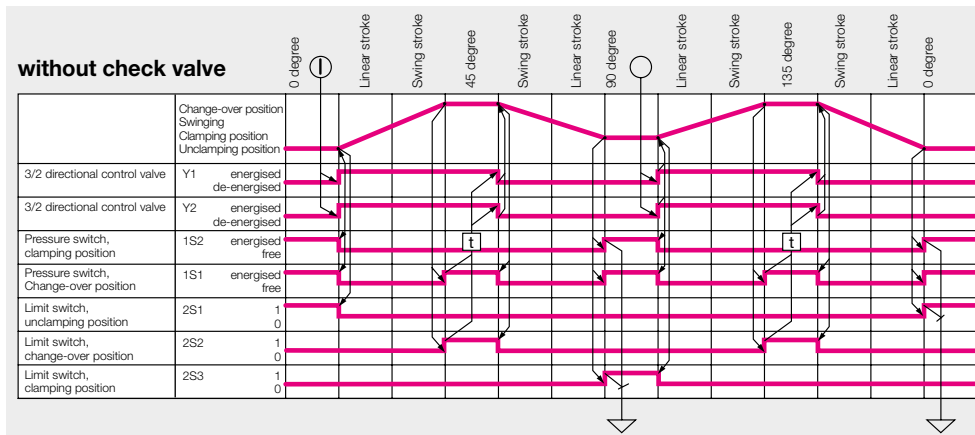 without check valve
0 degree
Linear stroke
Swing stroke
45 degree
Swing stroke
Linear stroke
90 degree
Linear stroke
Swing stroke
135 degree
Swing stroke
Linear stroke
0 degree
Change-over position
Swinging
Clamping position
Unclamping position
3/2 directional control valve Y1 energised
de-energised
3/2 directional control valve Y2 energised
de-energised
Pressure switch, 1S2 energised
clamping position free
t t
Pressure switch, 1S1 energised
Change-over position free
Limit switch, 2S1 1
unclamping position 0
Limit switch, 2S2 1
change-over position 0
Limit switch, 2S3 1
clamping position 0